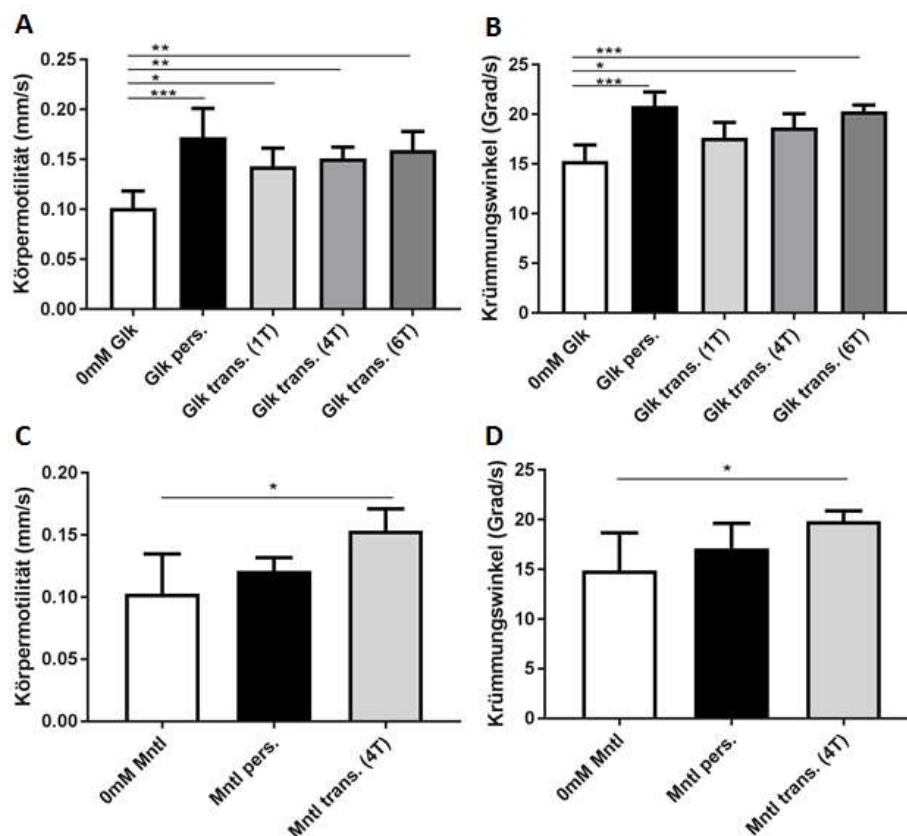 A
Körpermotilität (mm/s)
0.25
0.20
0.15
0.10
0.05
0.00
**
**
*
***
0mM Glk
Glk pers.
Glk trans. (1T)
Glk trans. (4T)
Glk trans. (6T)
B
Krümmungswinkel (Grad/s)
25
20
15
10
5
0
***
*
***
0mM Glk
Glk pers.
Glk trans. (1T)
Glk trans. (4T)
Glk trans. (6T)
C
Körpermotilität (mm/s)
0.20
0.15
0.10
0.05
0.00
*
0mM Mntl
Mntl pers.
Mntl trans. (4T)
D
Krümmungswinkel (Grad/s)
25
20
15
10
5
0
*
0mM Mntl
Mntl pers.
Mntl trans. (4T)